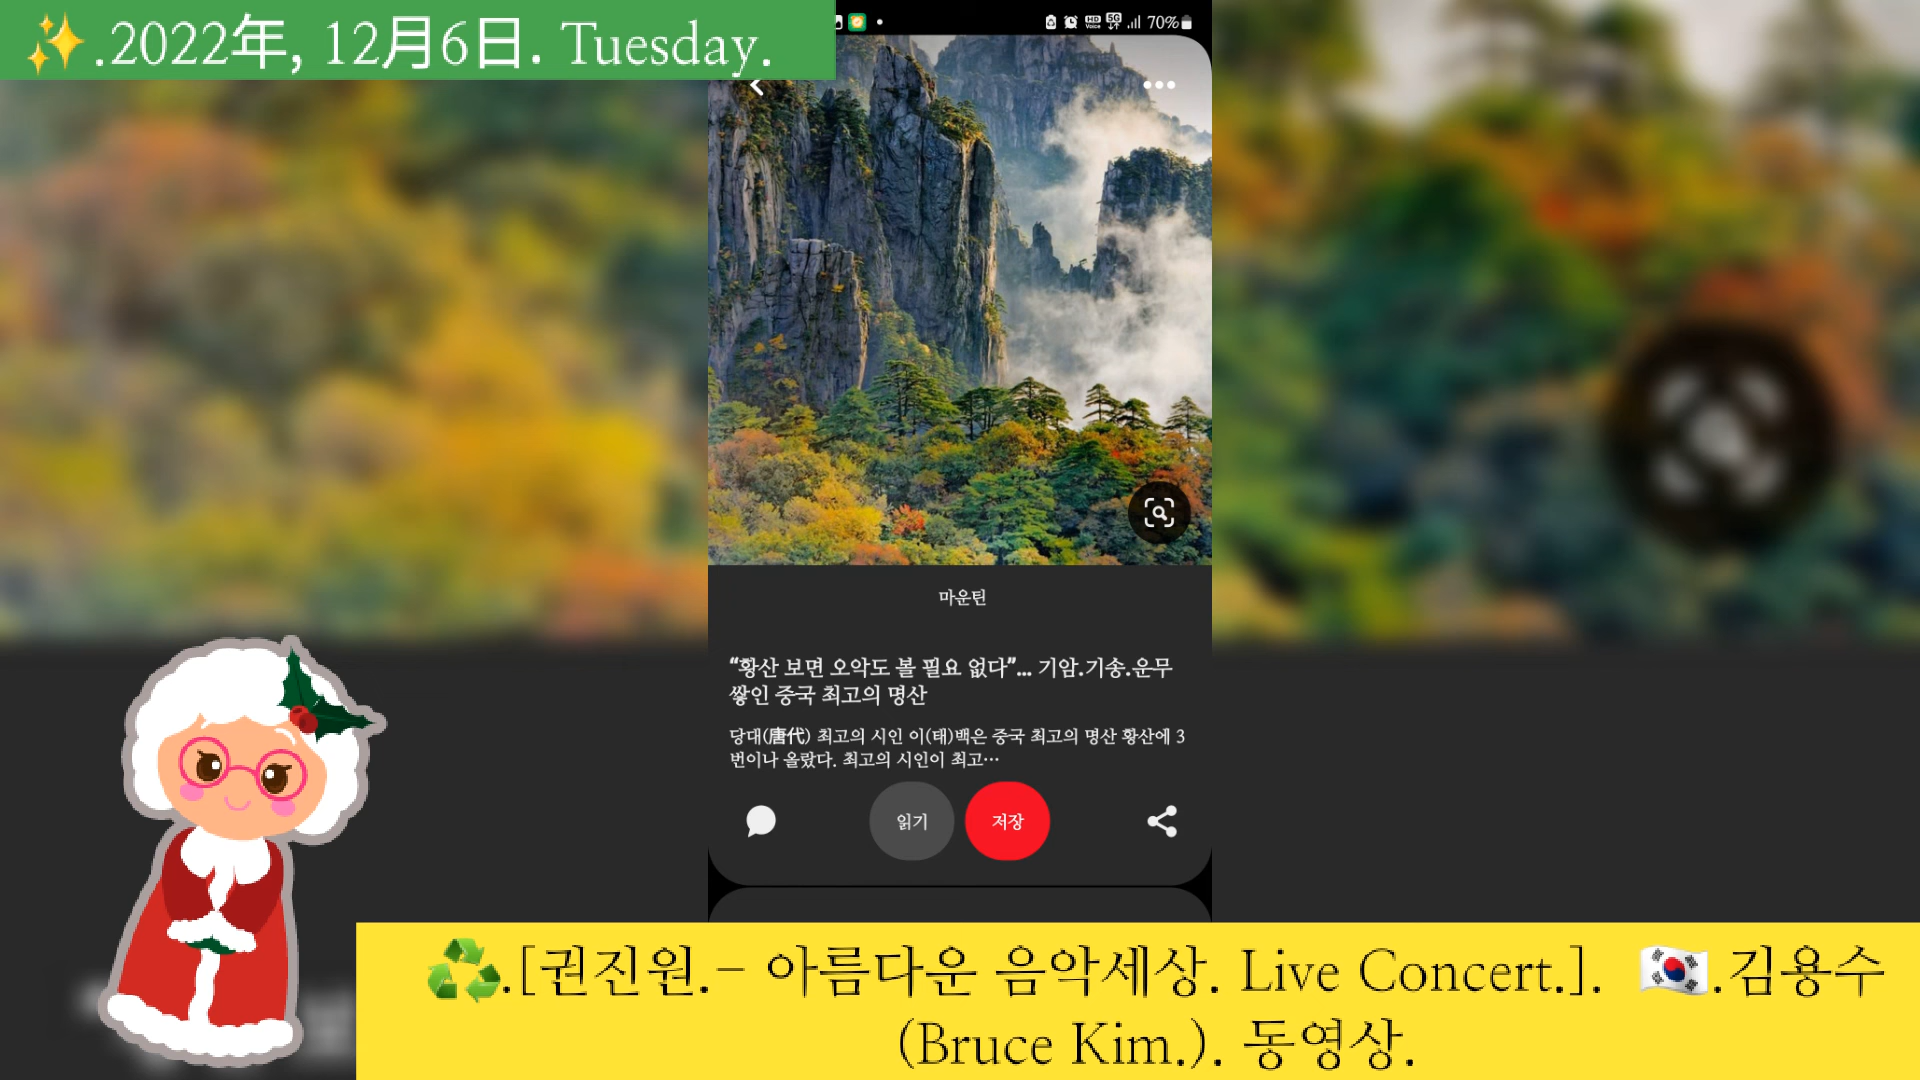 ✨.2022年, 12月6日. Tuesday.
HD Voice 5G 70%
마운틴
“황산 보면 오악도 볼 필요 없다”... 기암.기송.운무
쌓인 중국 최고의 명산
당대(唐代) 최고의 시인 이(태)백은 중국 최고의 명산 황산에 3
번이나 올랐다. 최고의 시인이 최고…
읽기 저장
♻️.[권진원.- 아름다운 음악세상. Live Concert.]. 🇰🇷.김용수
(Bruce Kim.). 동영상.